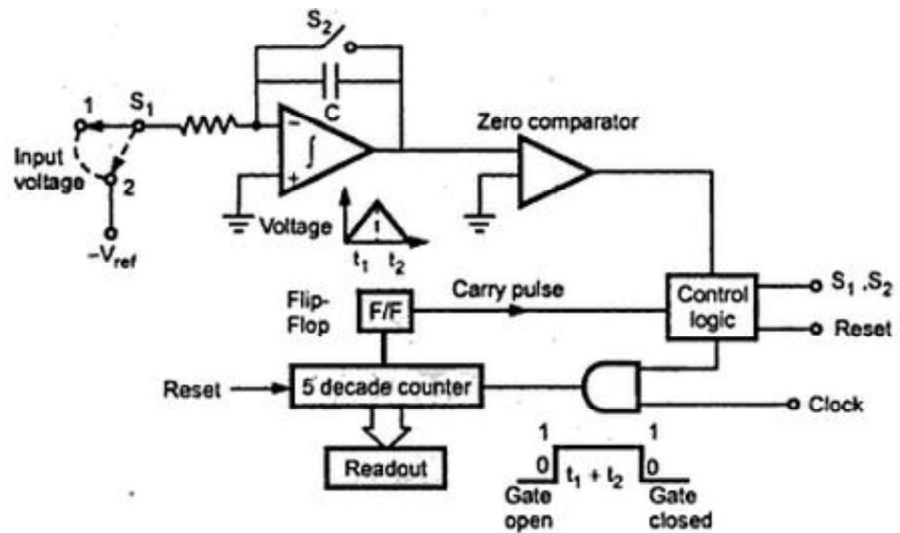 S2
C
1 S1
Input
voltage
2
–Vref
Zero comparator
∫
–
+
Voltage
t1 t2
Flip-
Flop
F/F
Carry pulse
Control
logic
S1 ,S2
Reset
Reset
5 decade counter
Clock
Readout
1 1
0 t1 + t2 0
Gate
open
Gate
closed